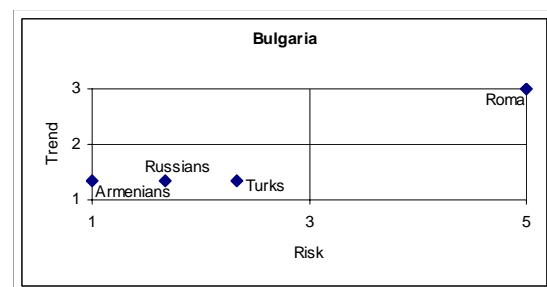 Bulgaria
3
Roma
Trend
2
Russians
Armenians
Turks
1
1
3
5
Risk